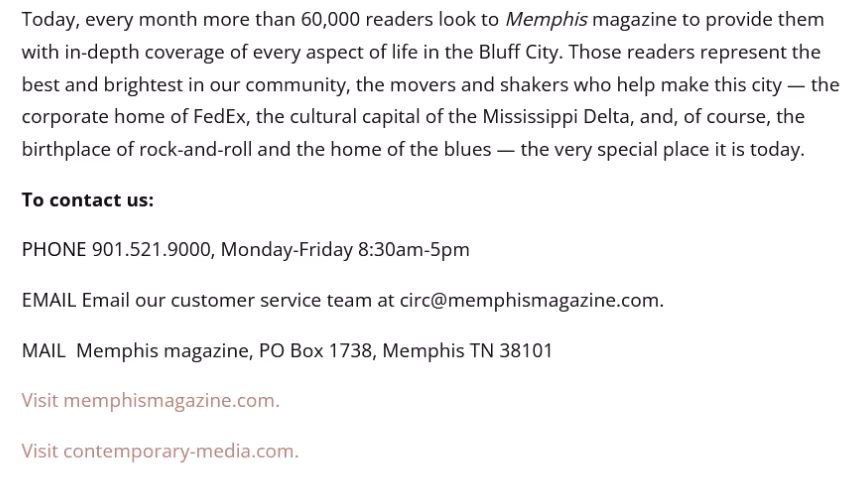 Today, every month more than 60,000 readers look to Memphis magazine to provide them
with in-depth coverage of every aspect of life in the Bluff City. Those readers represent the
best and brightest in our community, the movers and shakers who help make this city — the
corporate home of FedEx, the cultural capital of the Mississippi Delta, and, of course, the
birthplace of rock-and-roll and the home of the blues — the very special place it is today.
To contact us:
PHONE 901.521.9000, Monday-Friday 8:30am-5pm
EMAIL Email our customer service team at circ@memphismagazine.com.
MAIL  Memphis magazine, PO Box 1738, Memphis TN 38101
Visit memphismagazine.com.
Visit contemporary-media.com.